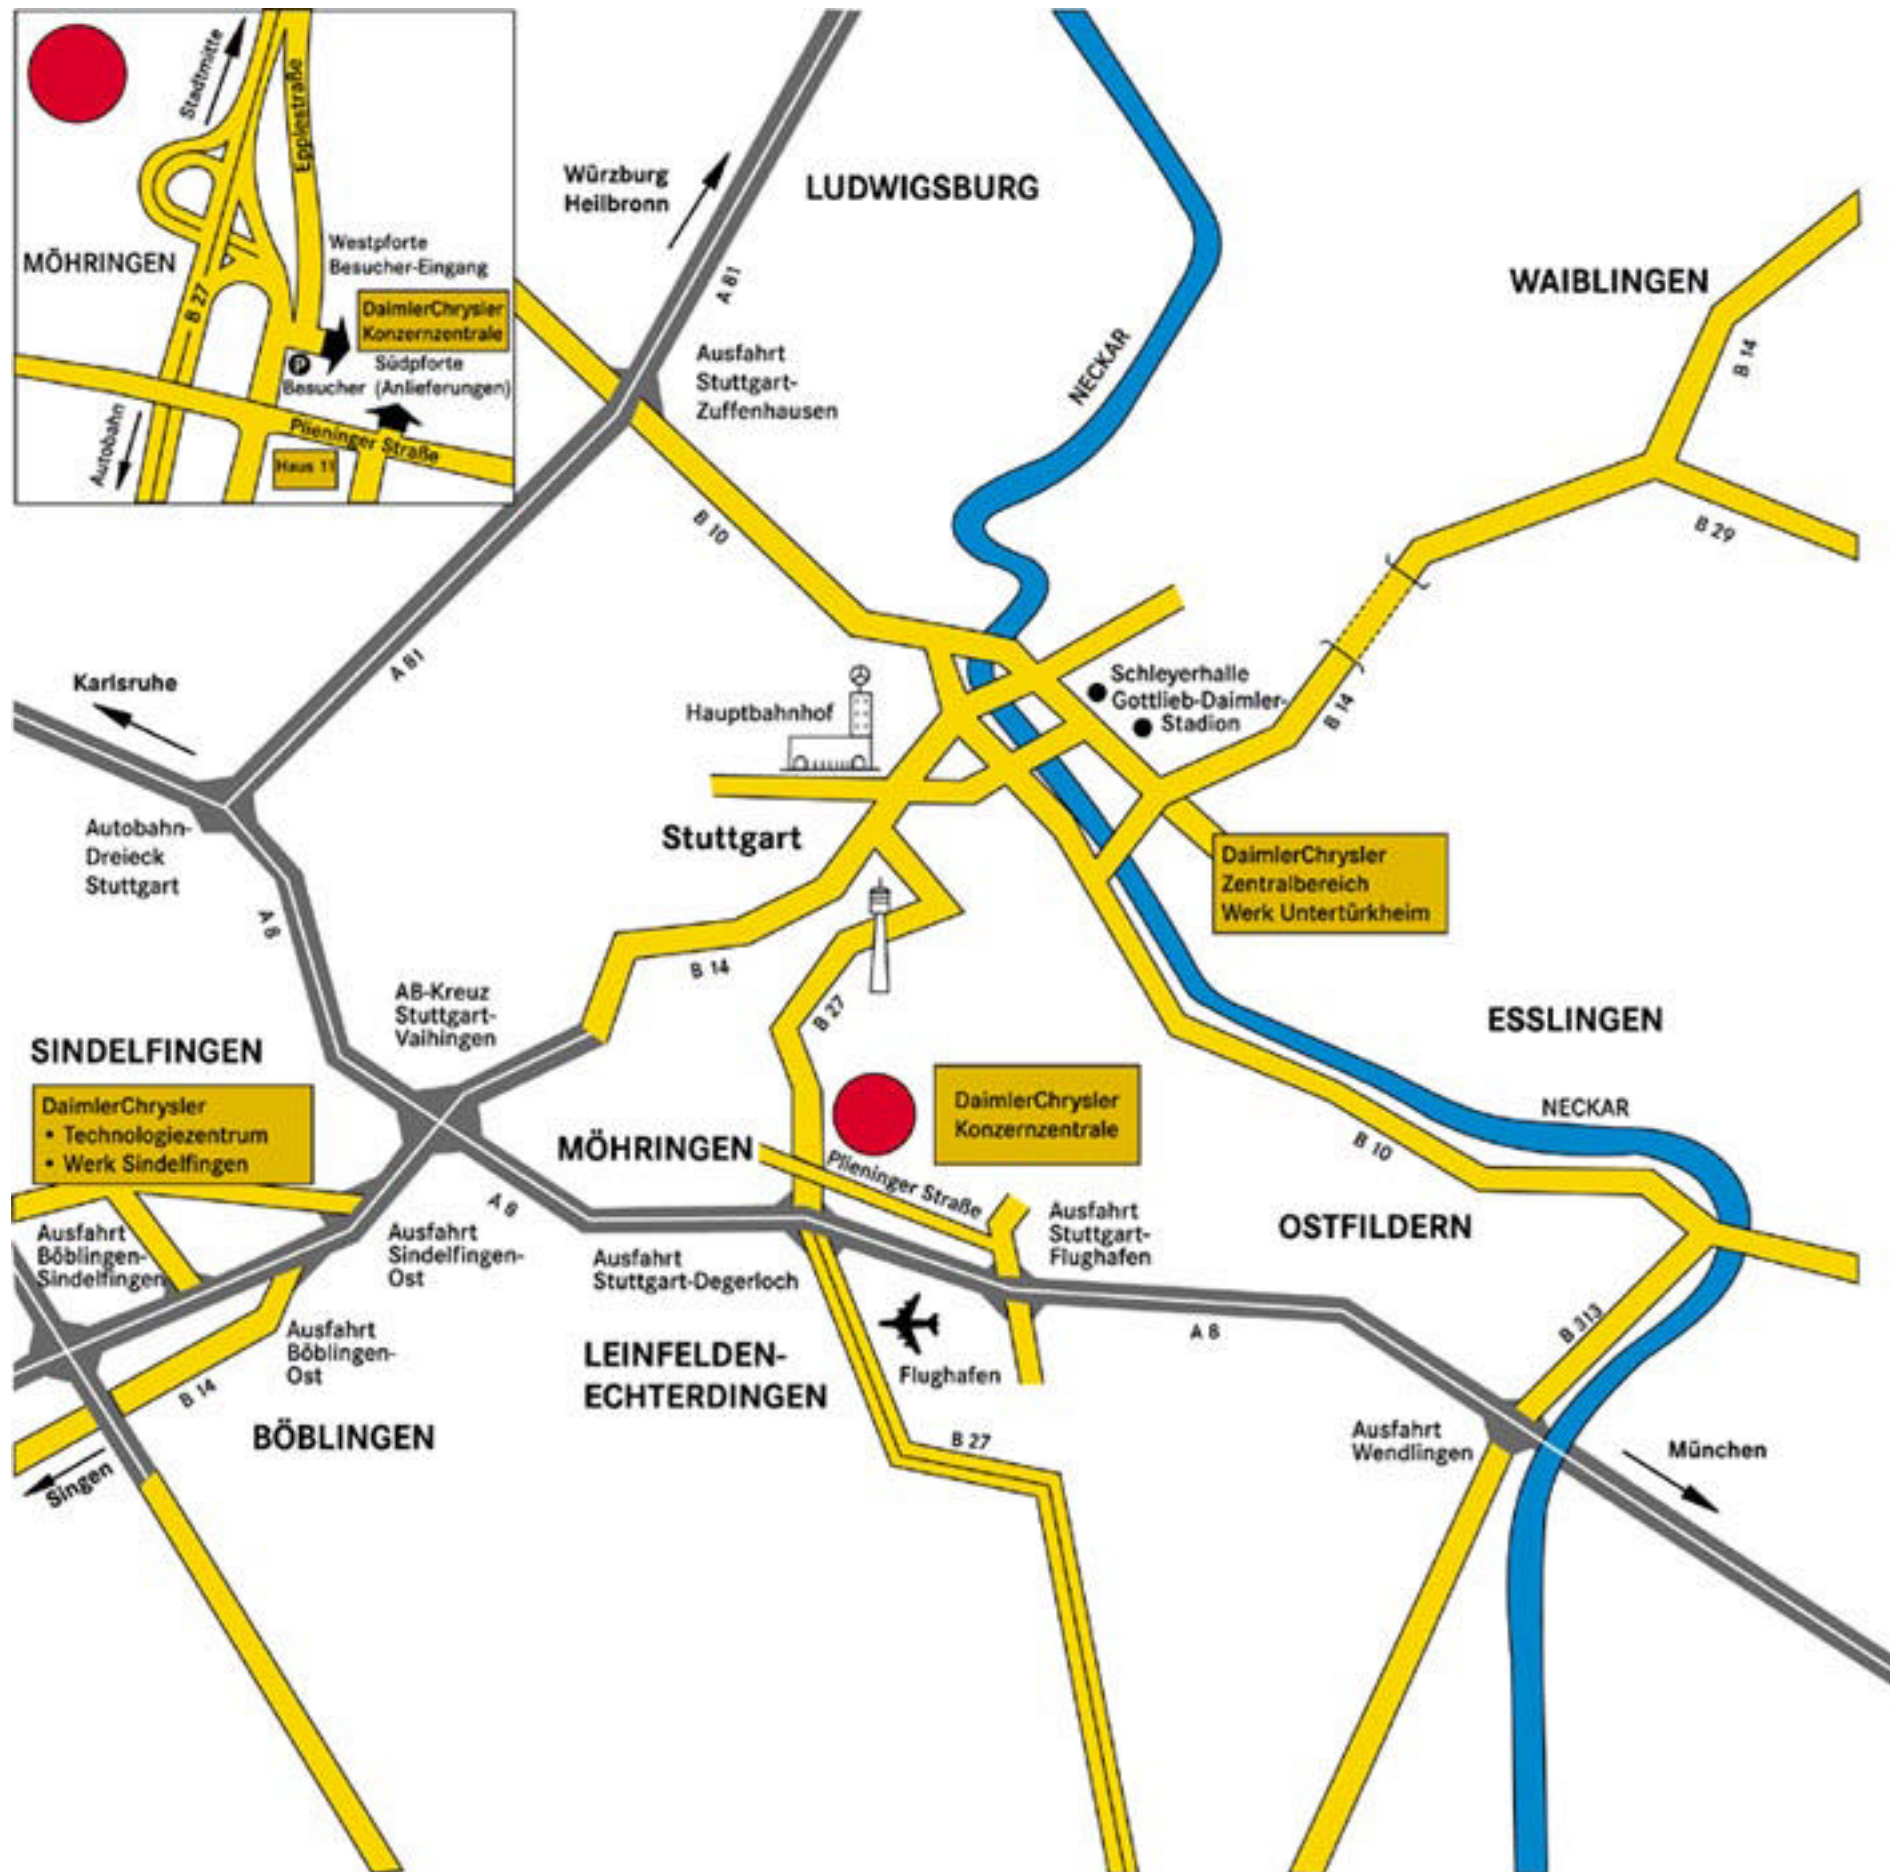 Stadtmitte
Epplestraße
MÖHRINGEN
B 27
Westpforte
Besucher-Eingang
DaimlerChrysler
Konzernzentrale
P
Besucher
Südpforte
(Anlieferungen)
Autobahn
Plieninger Straße
Haus 11
Würzburg
Heilbronn
LUDWIGSBURG
A 81
Ausfahrt
Stuttgart-
Zuffenhausen
NECKAR
WAIBLINGEN
B 14
B 29
B 10
A 81
Karlsruhe
Hauptbahnhof
Schleyerhalle
Gottlieb-Daimler-
Stadion
B 14
Autobahn-
Dreieck
Stuttgart
Stuttgart
DaimlerChrysler
Zentralbereich
Werk Untertürkheim
A 8
B 14
AB-Kreuz
Stuttgart-
Vaihingen
B 27
ESSLINGEN
SINDELFINGEN
DaimlerChrysler
• Technologiezentrum
• Werk Sindelfingen
DaimlerChrysler
Konzernzentrale
NECKAR
MÖHRINGEN
Plieninger Straße
B 10
A 8
Ausfahrt
Böblingen-
Sindelfingen
Ausfahrt
Sindelfingen-
Ost
Ausfahrt
Stuttgart-Degerloch
Ausfahrt
Stuttgart-
Flughafen
OSTFILDERN
Ausfahrt
Böblingen-
Ost
B 14
LEINFELDEN-
ECHTERDINGEN
Flughafen
A 8
B 313
BÖBLINGEN
Singen
B 27
Ausfahrt
Wendlingen
München